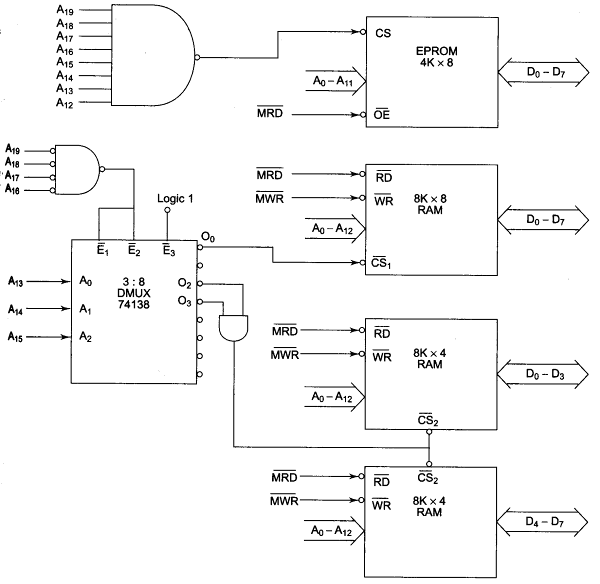 A19
A18
A17
A16
A15
A14
A13
A12
CS
EPROM
4K × 8
A0 – A11
D0 – D7
MRD
OE
A19
A18
A17
A16
Logic 1
E1 E2 E3
A13
A14
A15
A0
A1
A2
3 : 8
DMUX
74138
O0
O2
O3
MRD
RD
MWR
WR
8K × 8
RAM
A0 – A12
D0 – D7
CS1
MRD
RD
MWR
WR
8K × 4
RAM
A0 – A12
D0 – D3
CS2
MRD
RD
CS2
MWR
WR
8K × 4
RAM
A0 – A12
D4 – D7